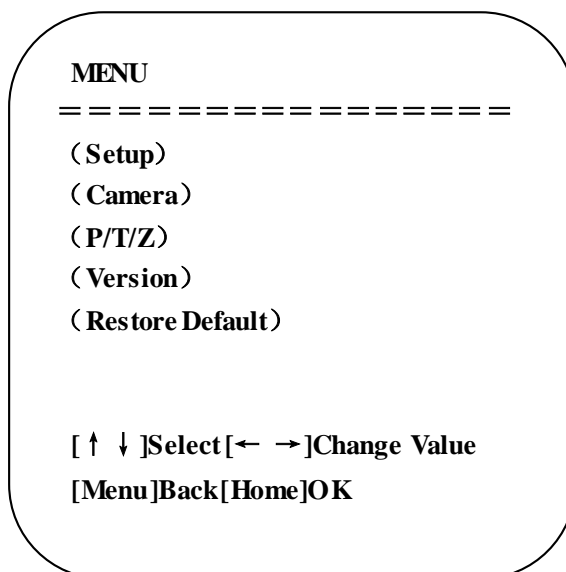 MENU
================
（Setup）
（Camera）
（P/T/Z）
（Version）
（Restore Default）
[↑ ↓]Select[← →]Change Value
[Menu]Back[Home]OK